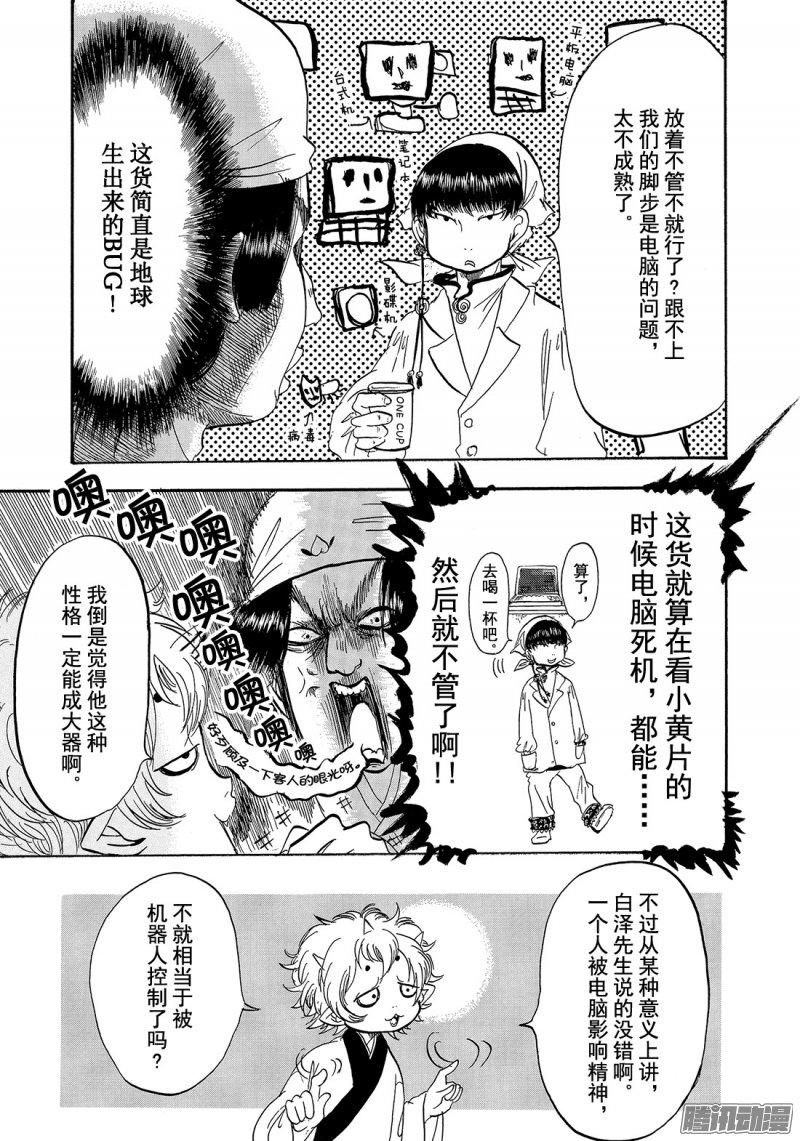 放着不管不就行了？跟不上
我们的脚步是电脑的问题，
太不成熟了。
平板电脑
台式机
笔记本
影碟机
病毒
ONE CUP
这货简直是地球
生出来的BUG！
这货就算在看小黄片的
时候电脑死机，都能……
算了，
去喝一杯吧。
然后就不管了啊!!
噢噢噢噢噢噢噢噢
好歹顾及一下客人的眼光呀。
我倒是觉得他这种
性格一定能成大器啊。
不过从某种意义上讲，
白泽先生说的没错啊。
一个人被电脑影响精神，
不就相当于被
机器人控制了吗？
腾讯动漫